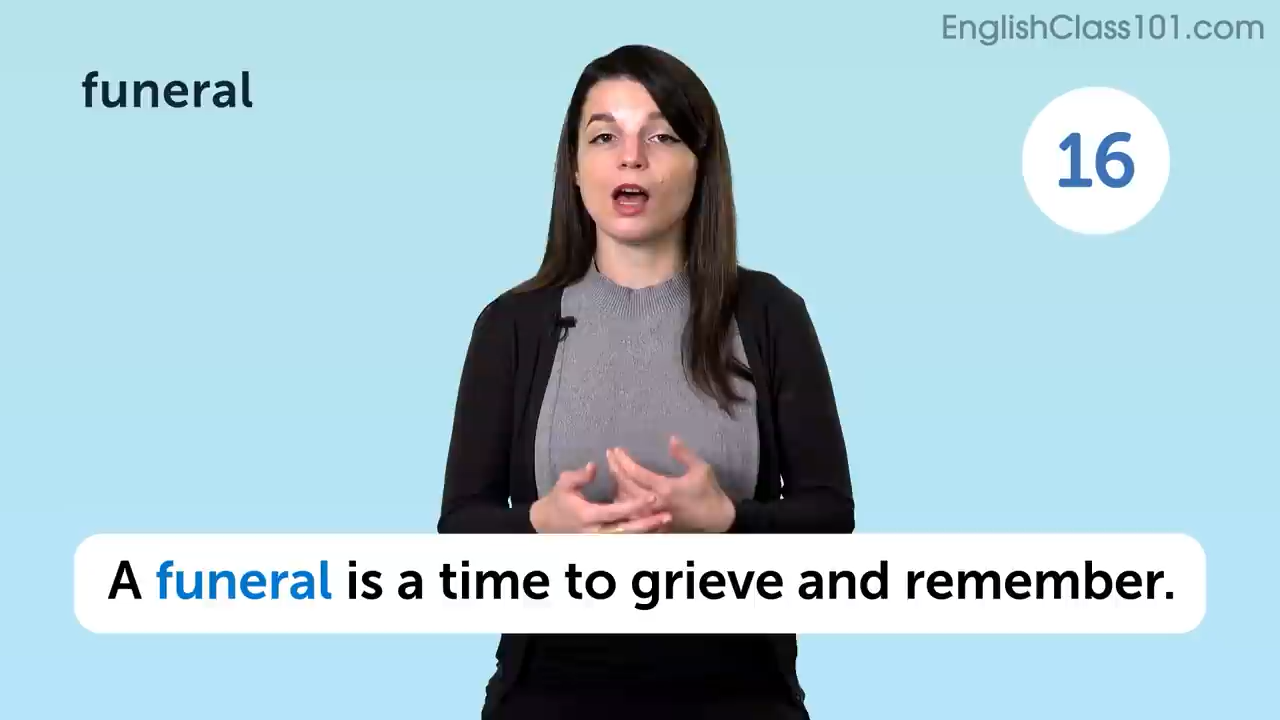 EnglishClass101.com
funeral
16
A funeral is a time to grieve and remember.